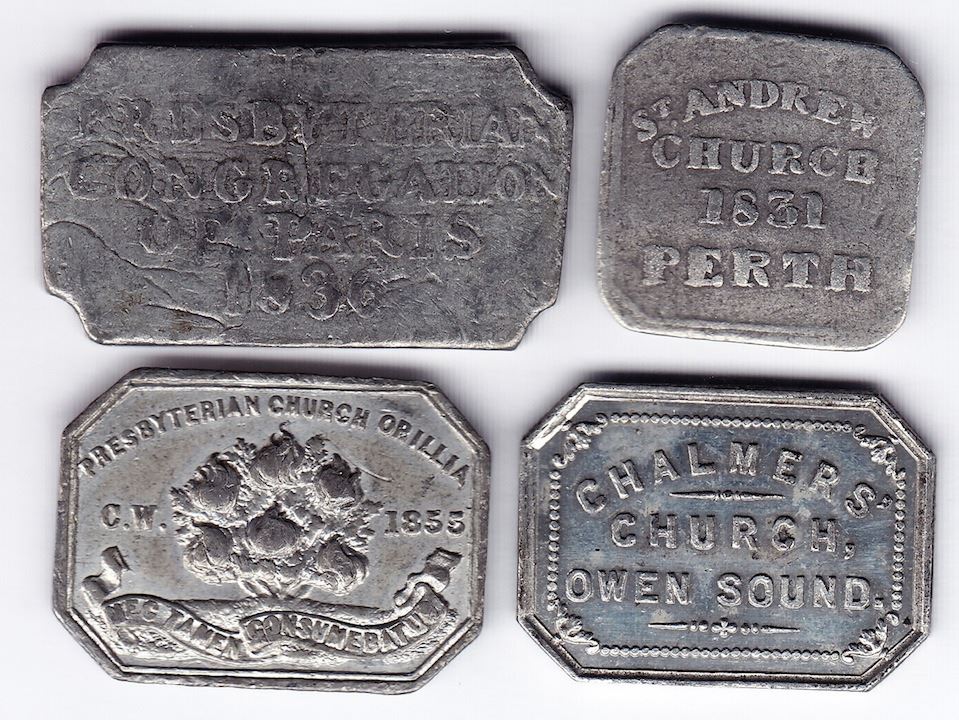 PRESBYTERIAN
CONGREGATION
OF PARIS
1836
ST. ANDREW
CHURCH
1831
PERTH
PRESBYTERIAN CHURCH ORILLIA
C.W. 1855
NEC TAMEN CONSUMEBATUR
CHALMERS'
CHURCH,
OWEN SOUND.